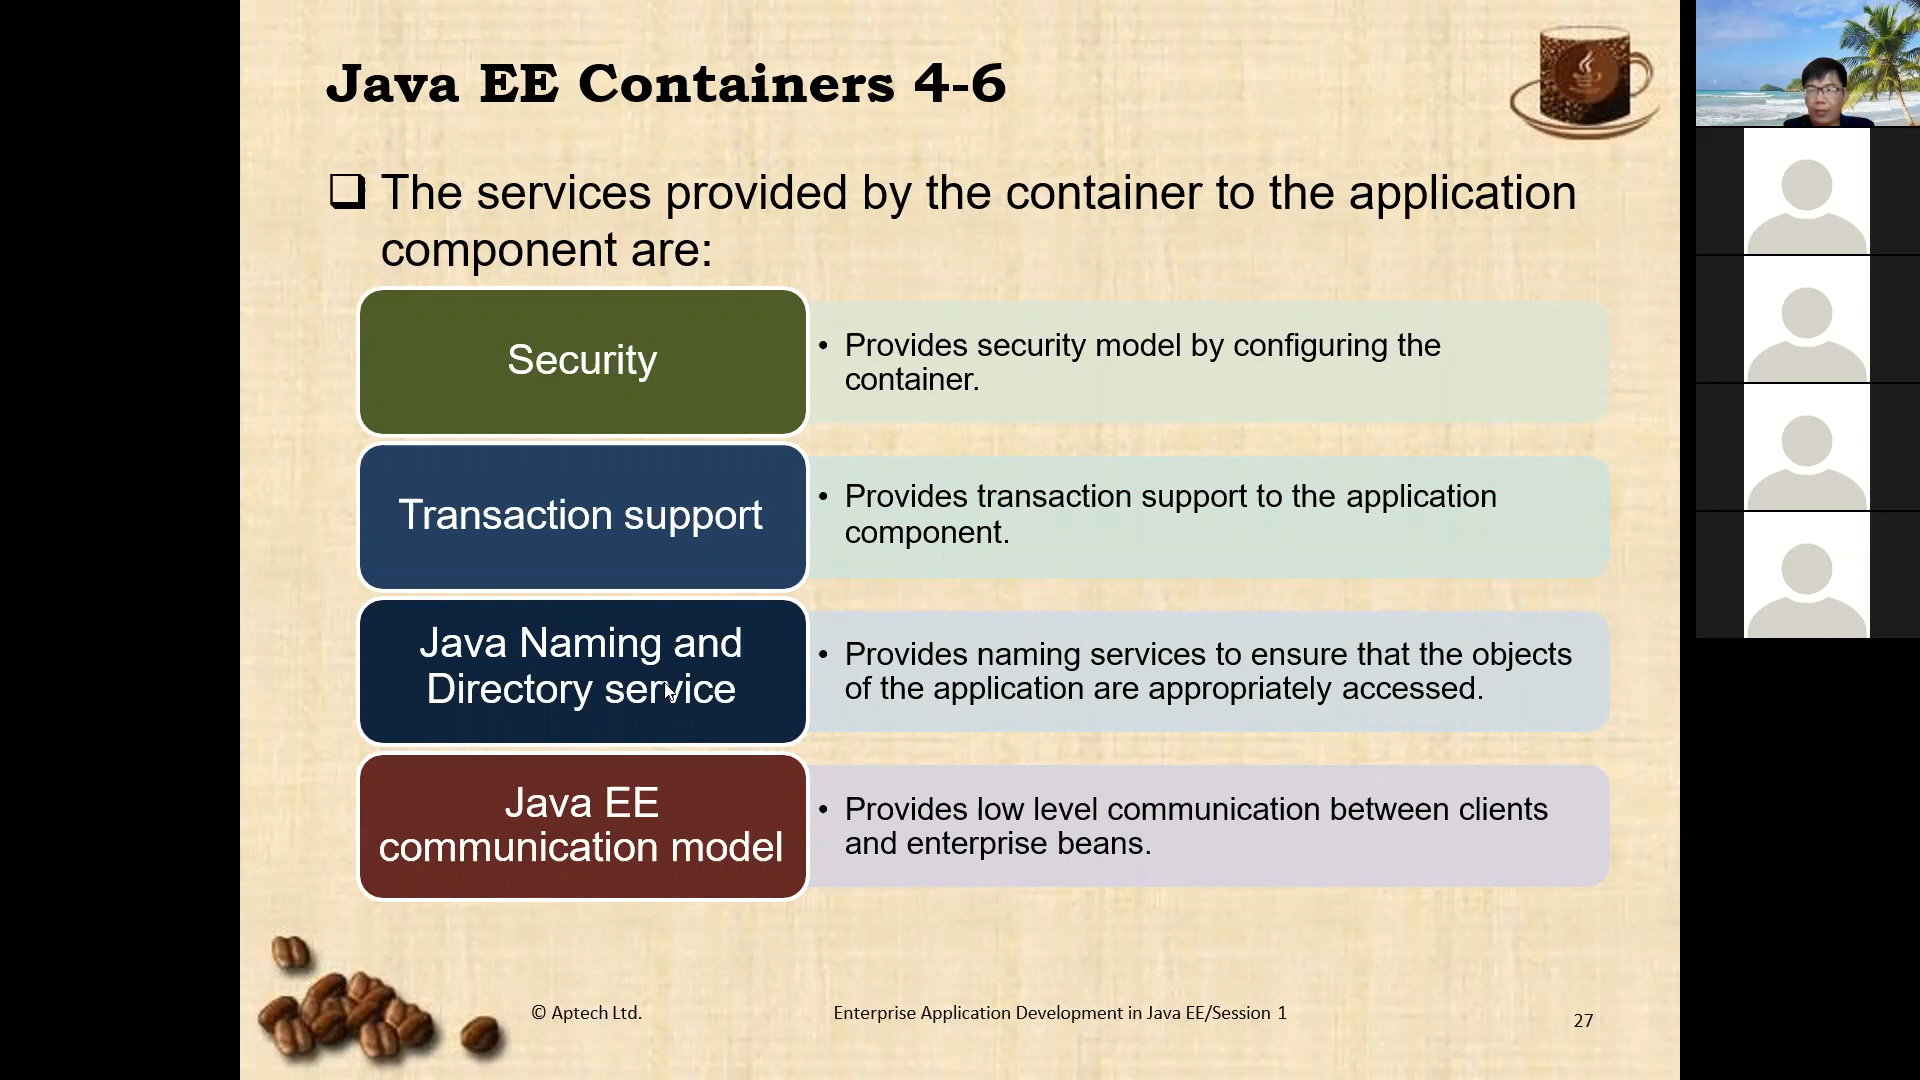 Java EE Containers 4-6
❑ The services provided by the container to the application
component are:
Security
• Provides security model by configuring the
container.
Transaction support
• Provides transaction support to the application
component.
Java Naming and
Directory service
• Provides naming services to ensure that the objects
of the application are appropriately accessed.
Java EE
communication model
• Provides low level communication between clients
and enterprise beans.
© Aptech Ltd.
Enterprise Application Development in Java EE/Session 1
27